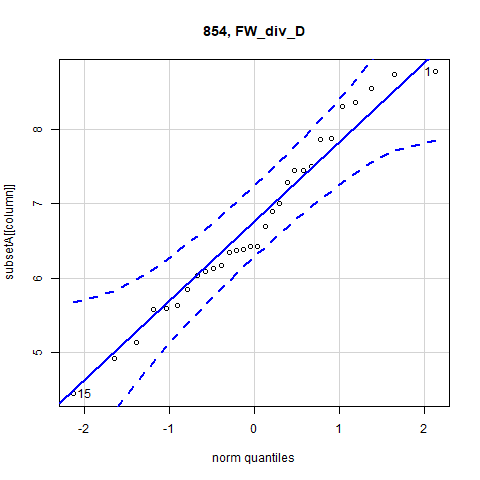 854, FW_div_D
subsetA[[column]]
8
7
6
5
1
15
-2 -1 0 1 2
norm quantiles